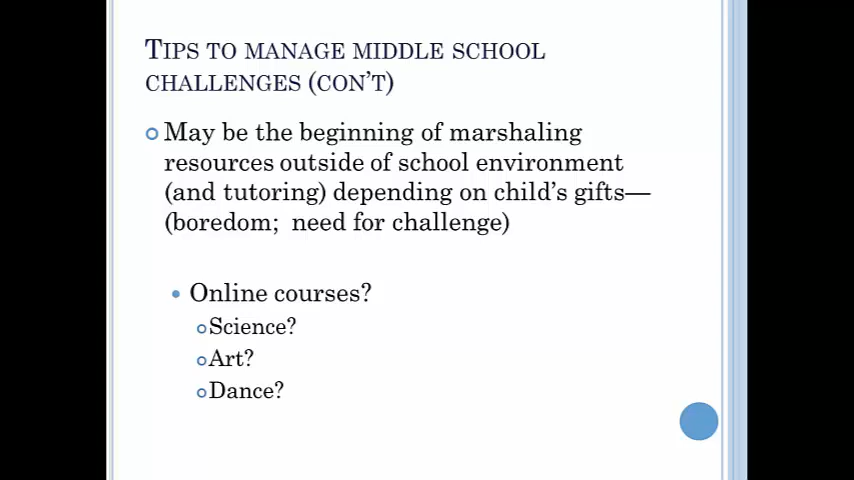 TIPS TO MANAGE MIDDLE SCHOOL
CHALLENGES (CON'T)
May be the beginning of marshaling
resources outside of school environment
(and tutoring) depending on child's gifts—
(boredom;  need for challenge)
Online courses?
Science?
Art?
Dance?